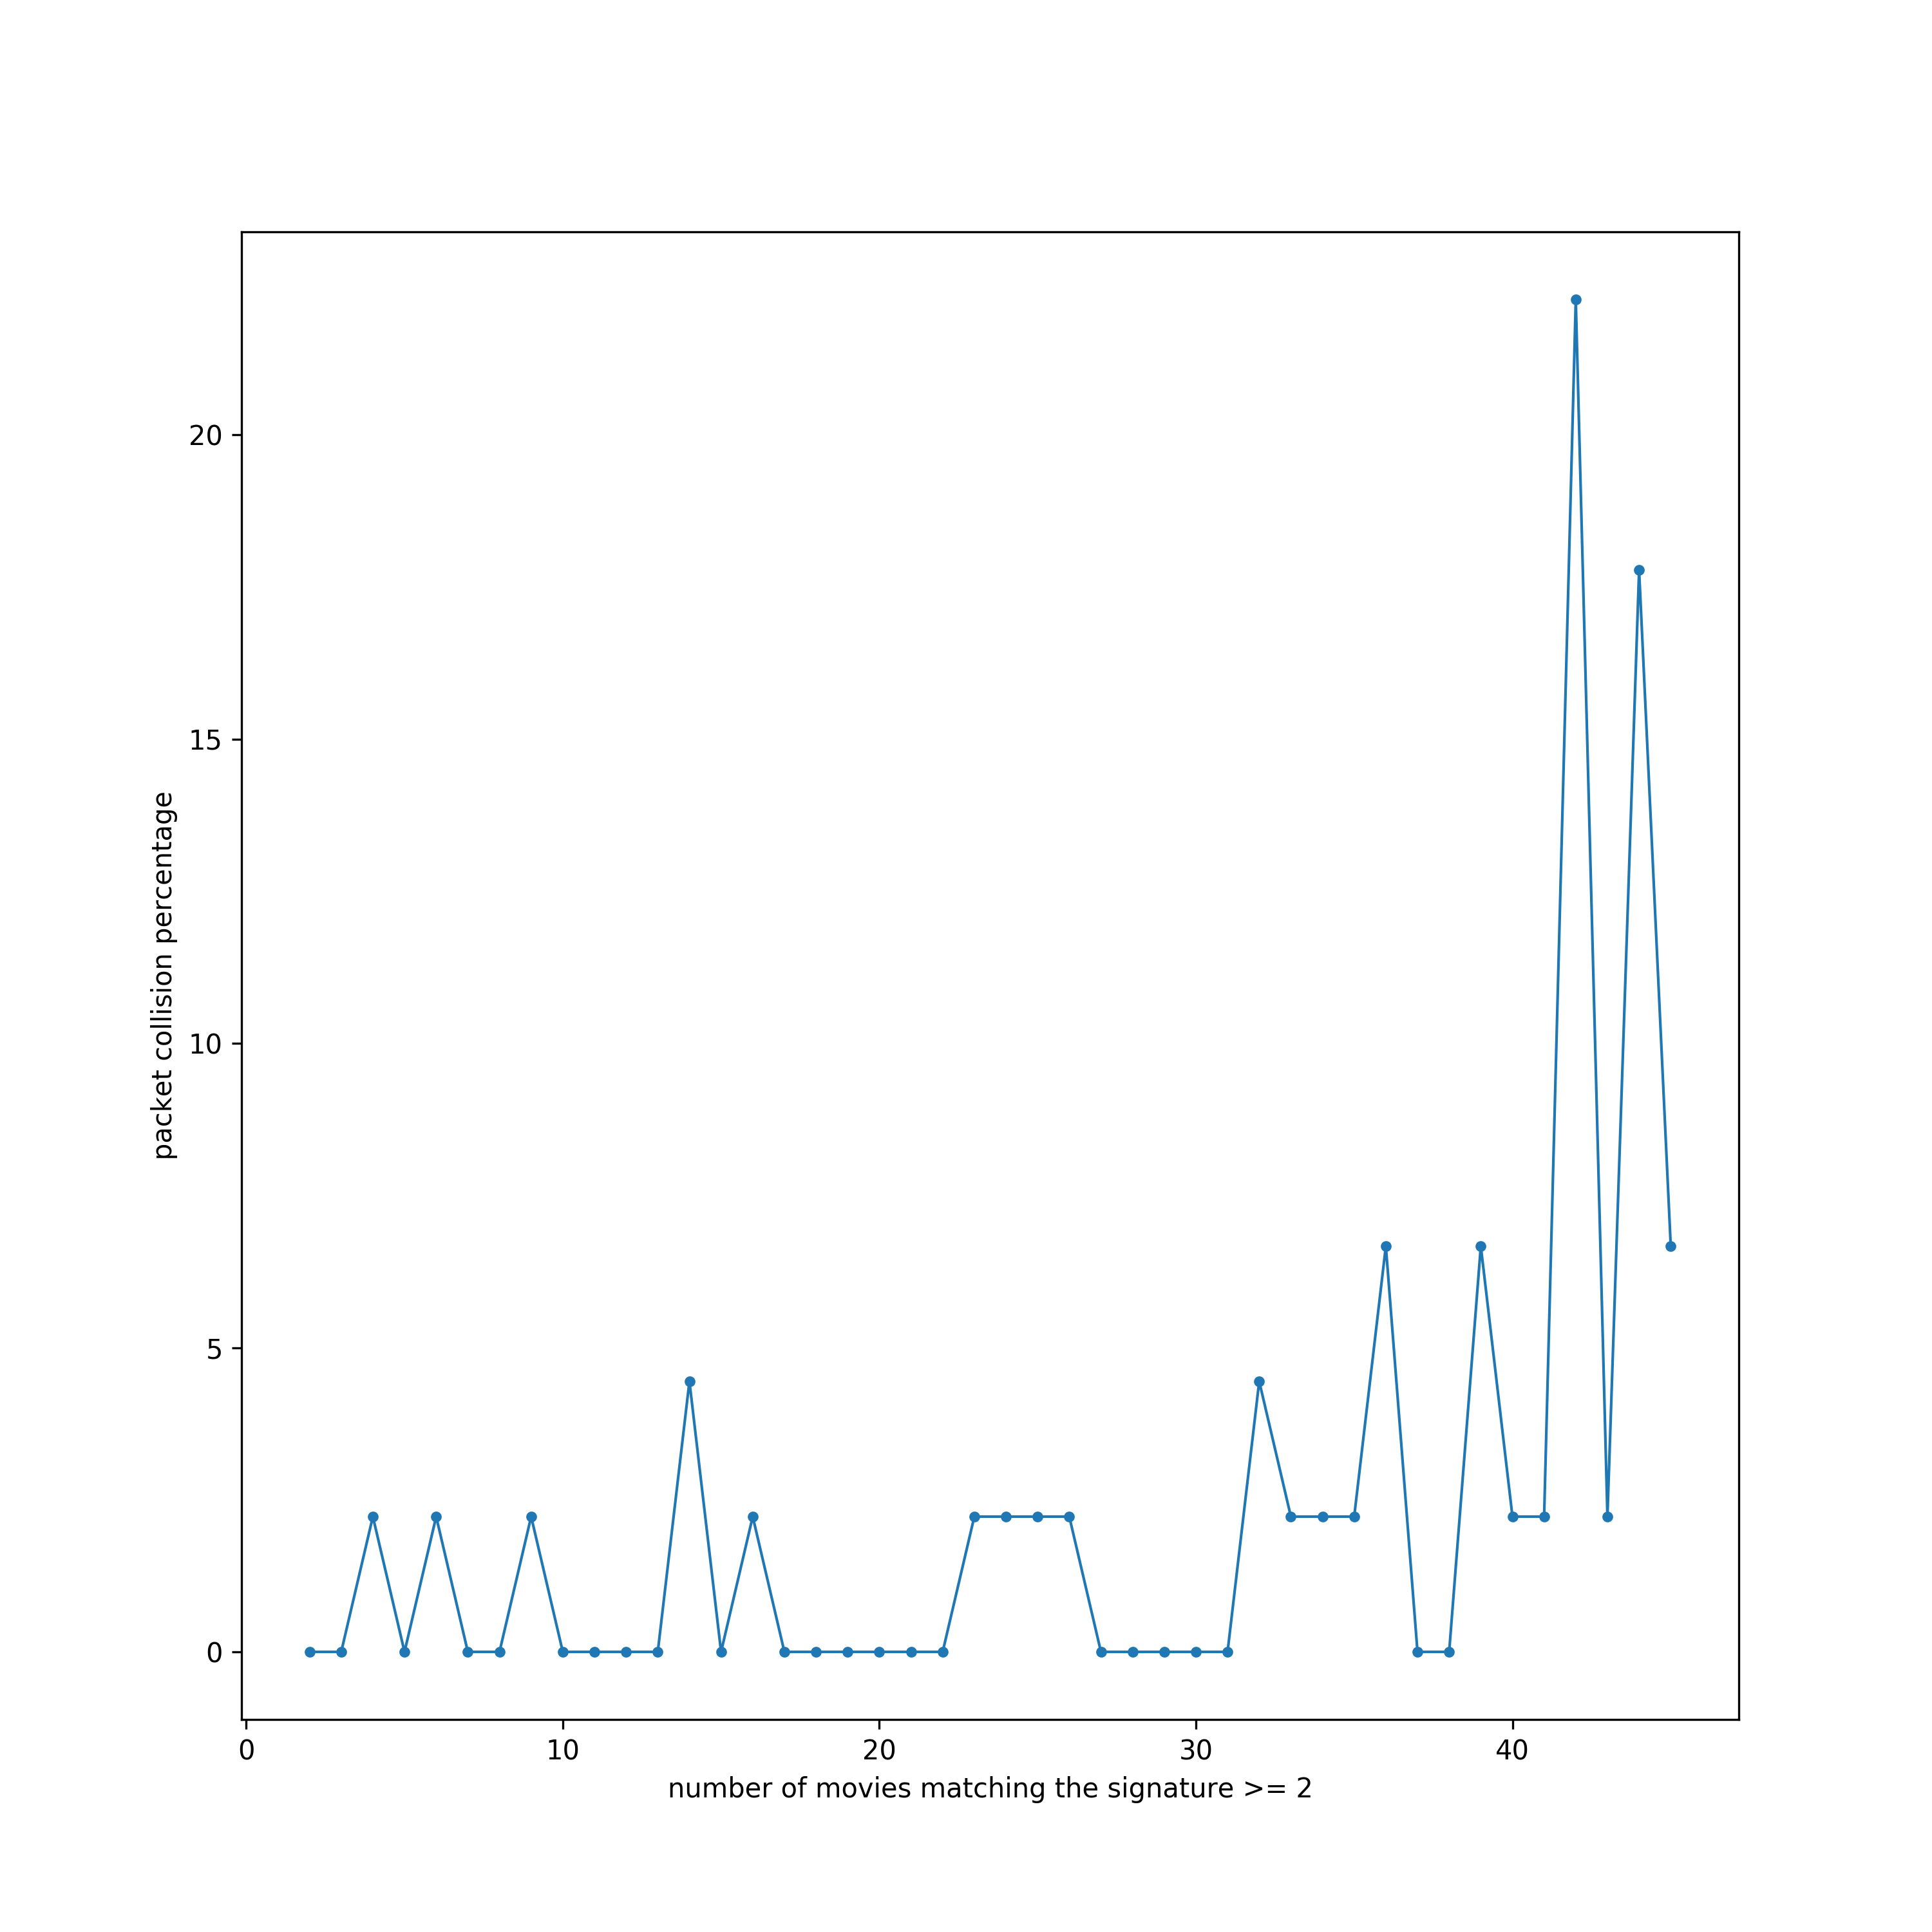 20
15
10
5
0
packet collision percentage
0 10 20 30 40
number of movies matching the signature >= 2